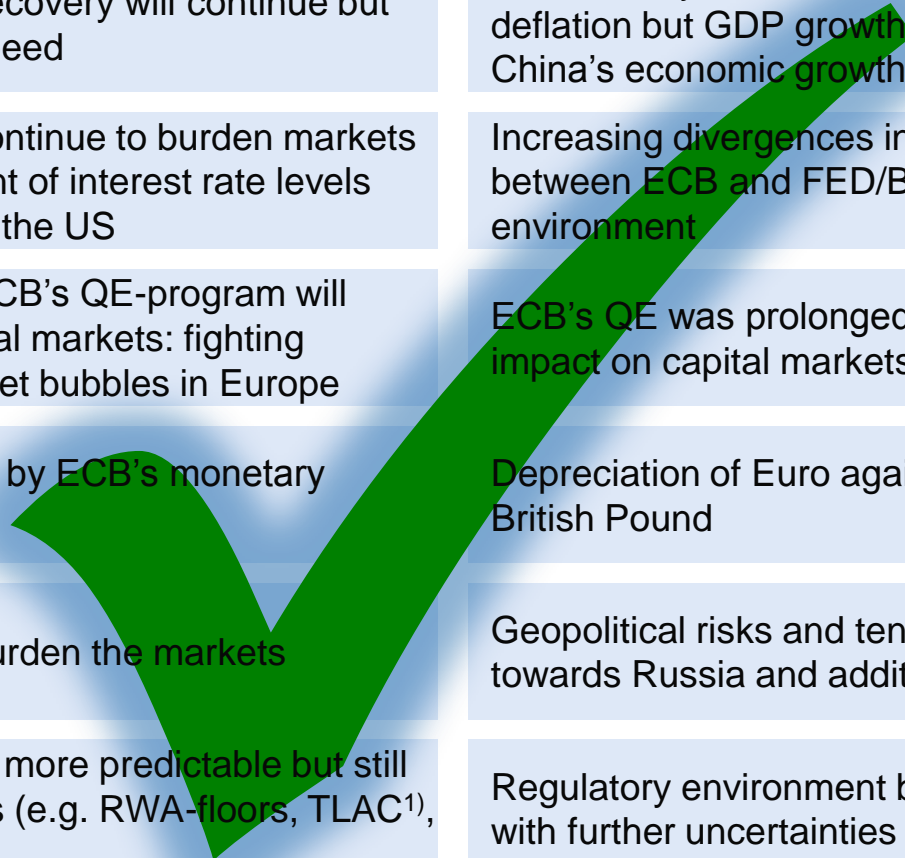 ecovery will continue but
eed
ontinue to burden markets
nt of interest rate levels
the US
CB's QE-program will
al markets: fighting
et bubbles in Europe
by ECB's monetary
urden the markets
more predictable but still
s (e.g. RWA-floors, TLAC¹⁾,
deflation but GDP growth
China's economic growth
Increasing divergences in
between ECB and FED/B
environment
ECB's QE was prolonged
impact on capital markets
Depreciation of Euro agai
British Pound
Geopolitical risks and ten
towards Russia and addit
Regulatory environment b
with further uncertainties